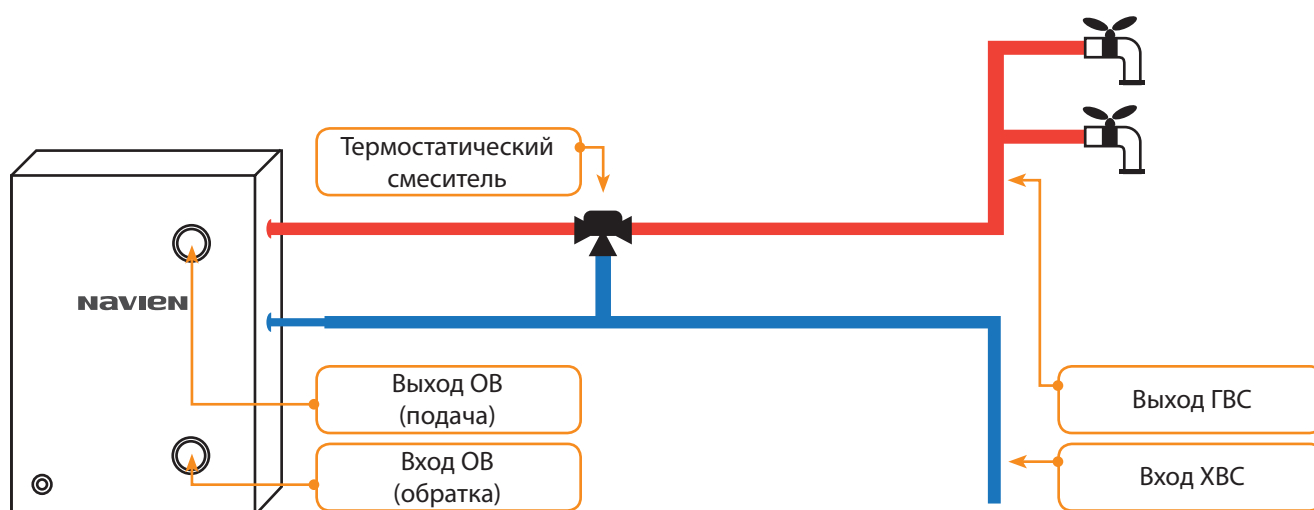 Термостатический
смеситель
NAVIEN
Выход ОВ
(подача)
Выход ГВС
Вход ОВ
(обратка)
Вход ХВС